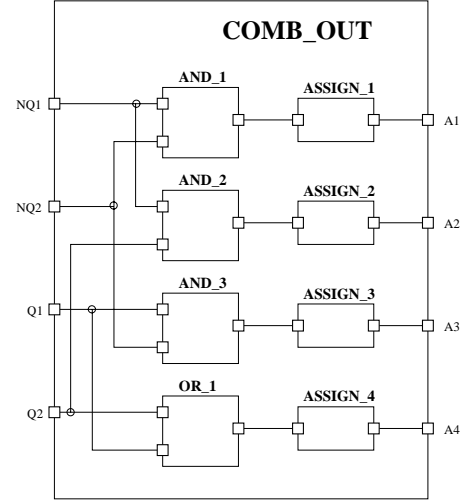 COMB_OUT
AND_1
ASSIGN_1
NQ1
A1
AND_2
ASSIGN_2
NQ2
A2
AND_3
ASSIGN_3
Q1
A3
OR_1
ASSIGN_4
Q2
A4